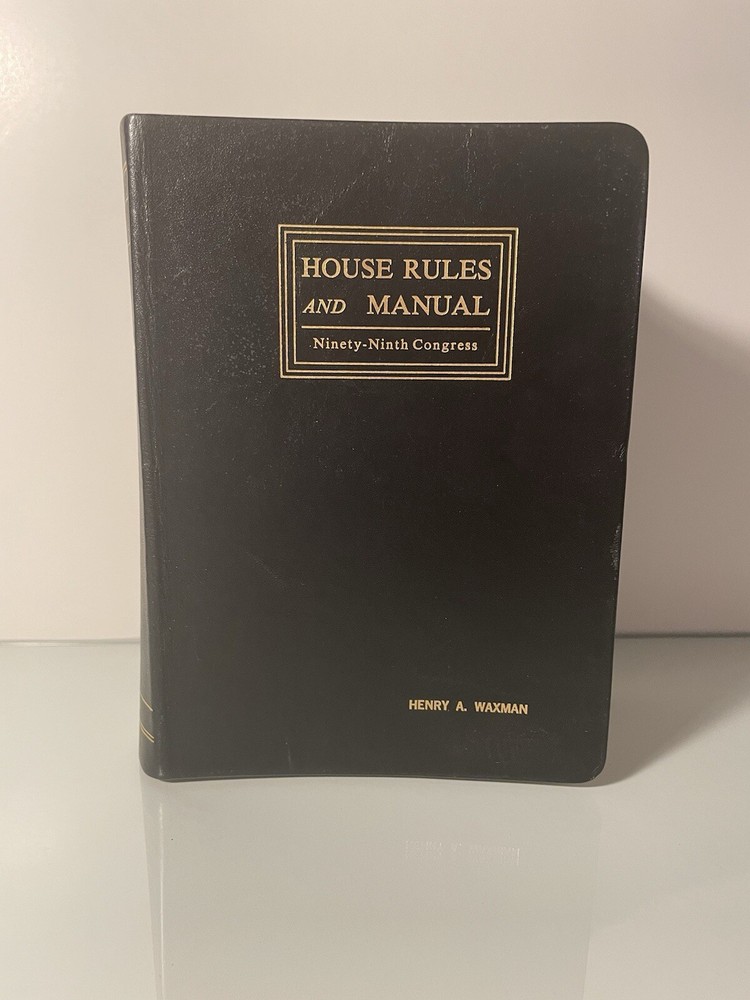 HOUSE RULES
AND MANUAL
Ninety-Ninth Congress
HENRY A. WAXMAN